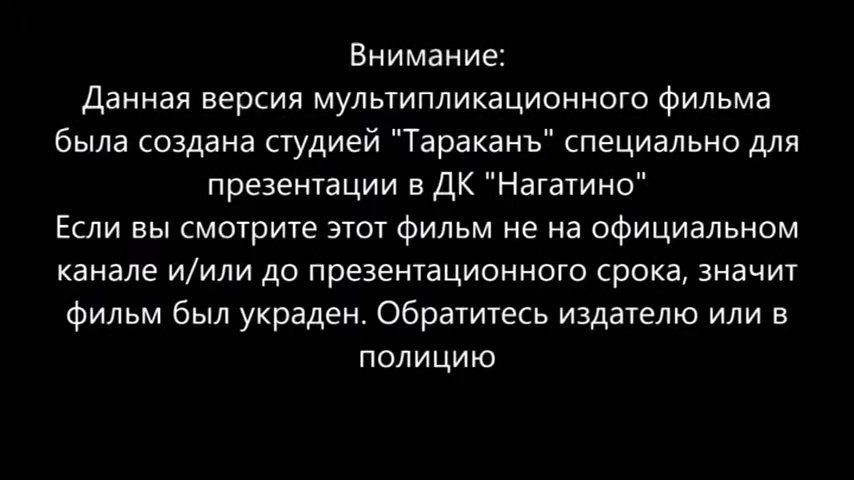 Внимание:
Данная версия мультипликационного фильма
была создана студией "Тараканъ" специально для
презентации в ДК "Нагатино"
Если вы смотрите этот фильм не на официальном
канале и/или до презентационного срока, значит
фильм был украден. Обратитесь издателю или в
полицию